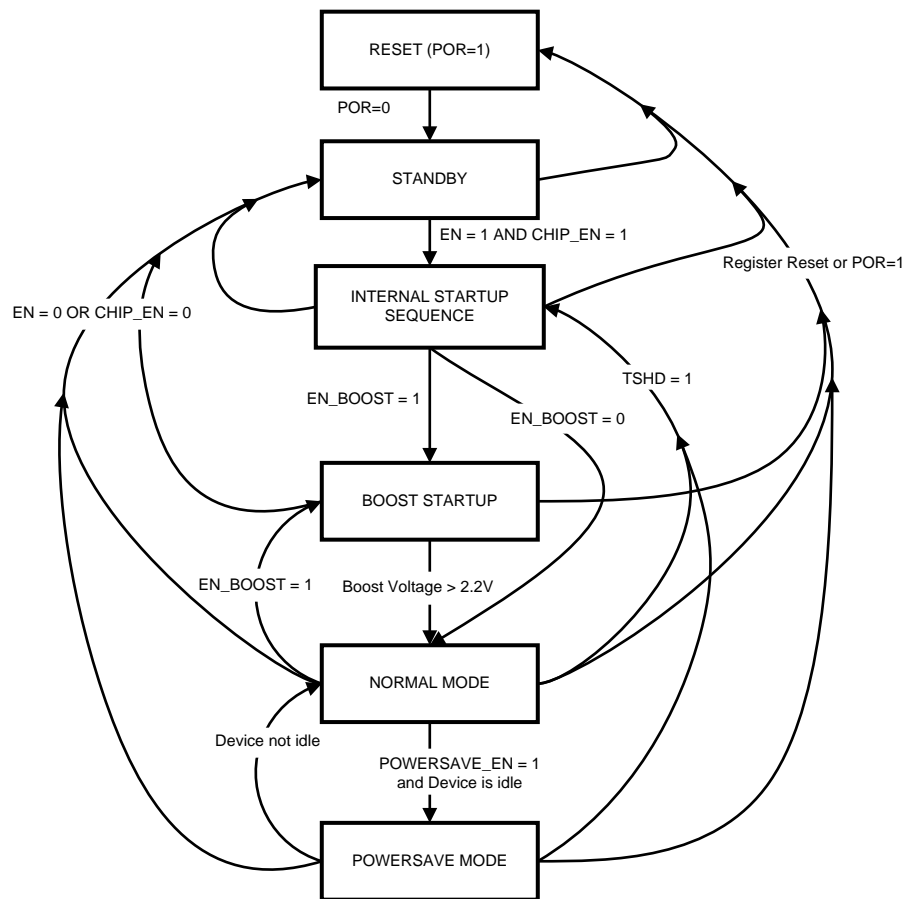 RESET (POR=1)
POR=0
STANDBY
EN = 1 AND CHIP_EN = 1
Register Reset or POR=1
INTERNAL STARTUP
SEQUENCE
EN = 0 OR CHIP_EN = 0
TSHD = 1
EN_BOOST = 1
EN_BOOST = 0
BOOST STARTUP
EN_BOOST = 1
Boost Voltage > 2.2V
NORMAL MODE
Device not idle
POWERSAVE_EN = 1
and Device is idle
POWERSAVE MODE